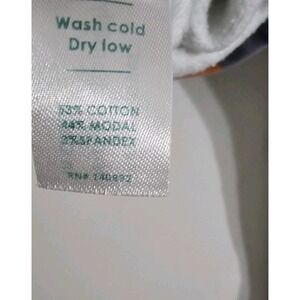 Wash cold
Dry low
53% COTTON
44% MODAL
3%SPANDEX
RN# 140892